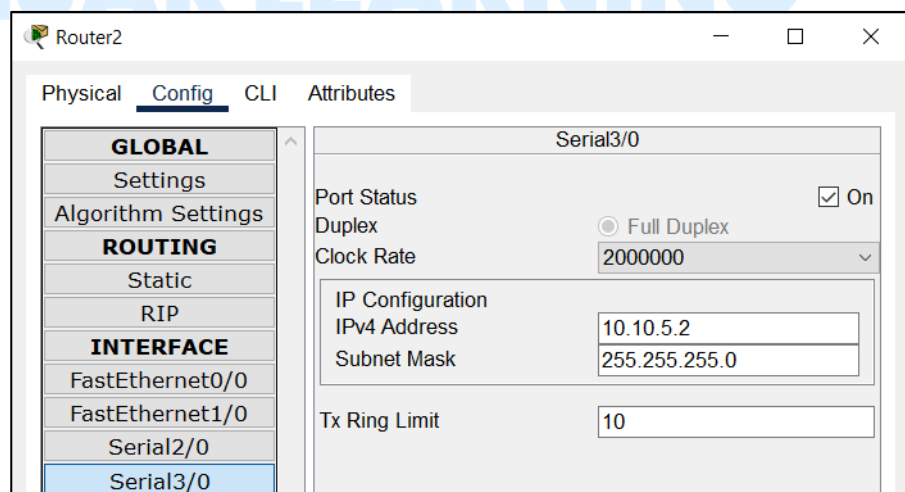 Router2
Physical Config CLI Attributes
GLOBAL
Settings
Algorithm Settings
ROUTING
Static
RIP
INTERFACE
FastEthernet0/0
FastEthernet1/0
Serial2/0
Serial3/0
Serial3/0
Port Status On
Duplex Full Duplex
Clock Rate 2000000
IP Configuration
IPv4 Address 10.10.5.2
Subnet Mask 255.255.255.0
Tx Ring Limit 10